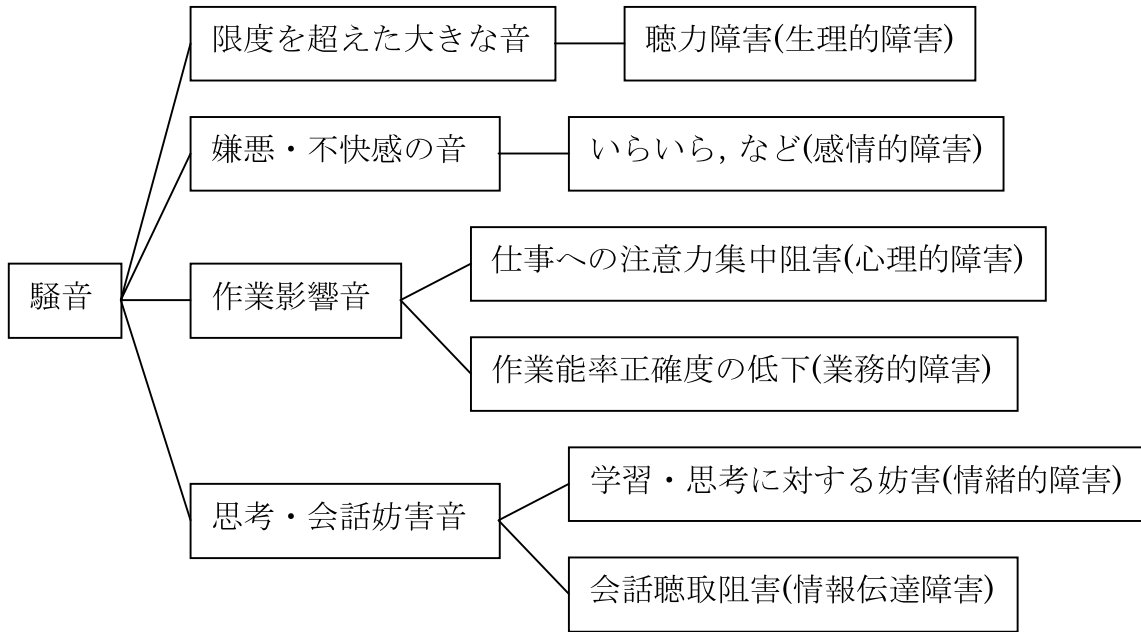 限度を超えた大きな音
聴力障害(生理的障害)
嫌悪・不快感の音
いらいら, など(感情的障害)
仕事への注意力集中阻害(心理的障害)
騒音
作業影響音
作業能率正確度の低下(業務的障害)
学習・思考に対する妨害(情緒的障害)
思考・会話妨害音
会話聴取阻害(情報伝達障害)